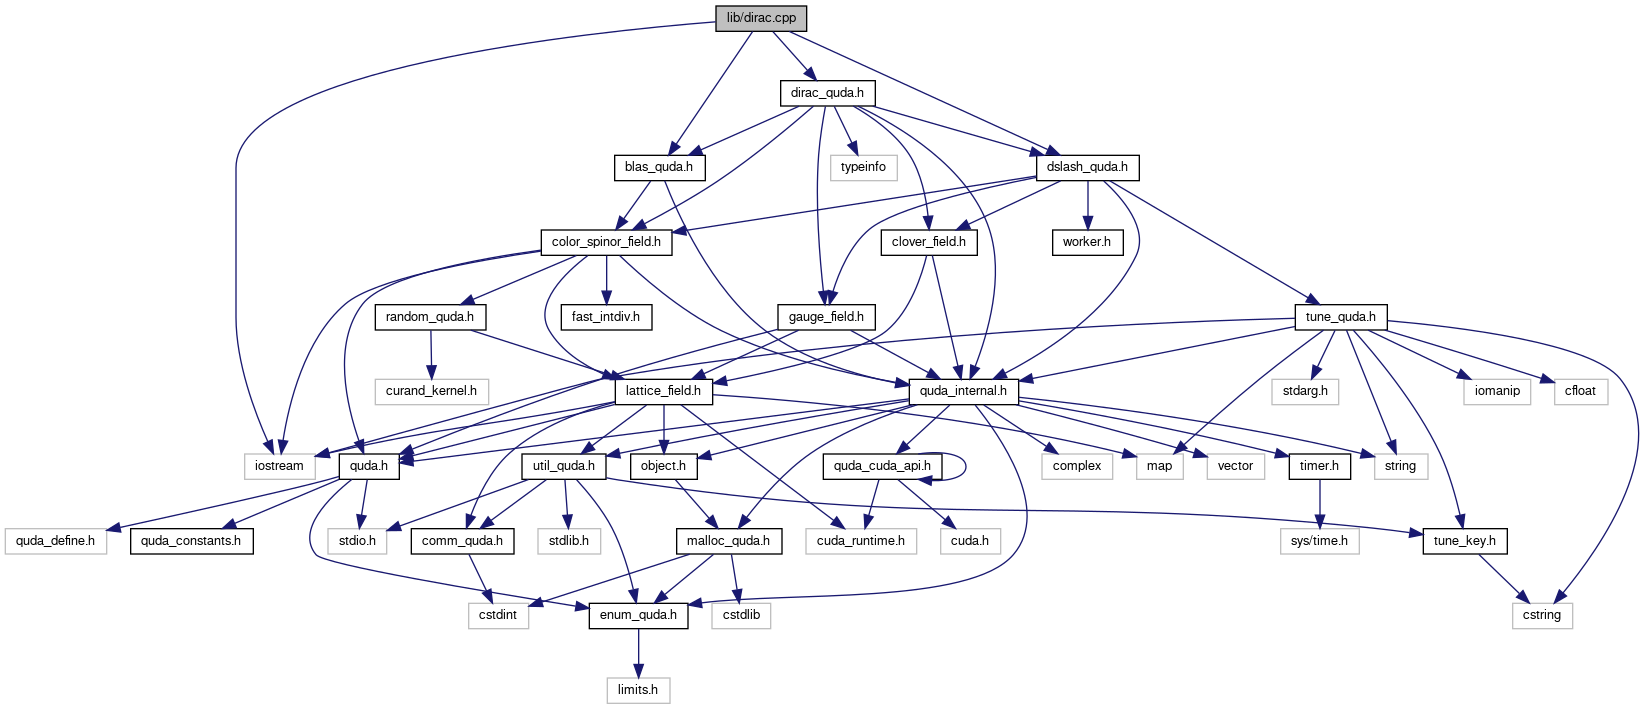 lib/dirac.cpp
dirac_quda.h
blas_quda.h
typeinfo
dslash_quda.h
color_spinor_field.h
clover_field.h
worker.h
random_quda.h
fast_intdiv.h
gauge_field.h
tune_quda.h
curand_kernel.h
lattice_field.h
quda_internal.h
stdarg.h
iomanip
cfloat
iostream
quda.h
util_quda.h
object.h
quda_cuda_api.h
complex
map
vector
timer.h
string
quda_define.h
quda_constants.h
stdio.h
comm_quda.h
stdlib.h
malloc_quda.h
cuda_runtime.h
cuda.h
sys/time.h
tune_key.h
cstdint
enum_quda.h
cstdlib
cstring
limits.h